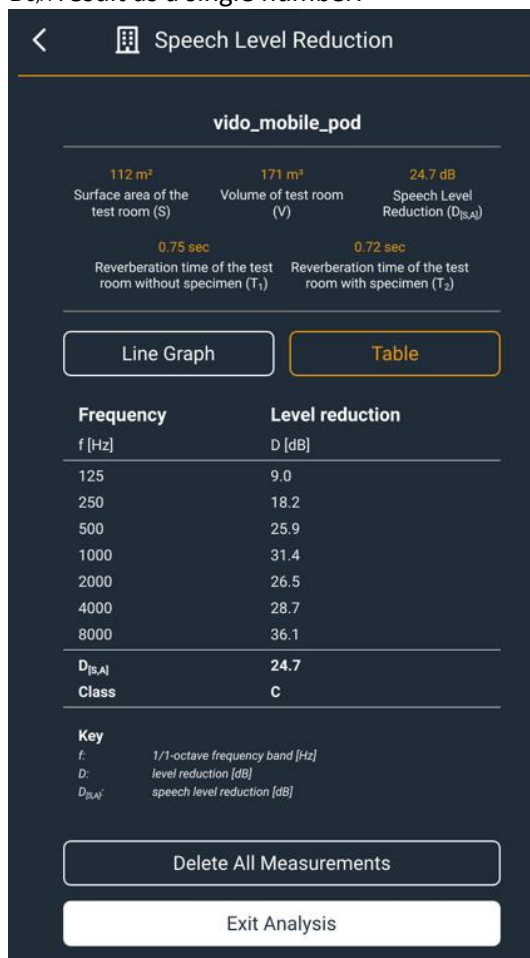 result as a single number.
Speech Level Reduction
vido_mobile_pod
112 m² 171 m³ 24.7 dB
Surface area of the Volume of test room Speech Level
test room (S) (V) Reduction (D[S,A])
0.75 sec 0.72 sec
Reverberation time of the test Reverberation time of the test
room without specimen (T₁) room with specimen (T₂)
Line Graph Table
Frequency Level reduction
f [Hz] D [dB]
125 9.0
250 18.2
500 25.9
1000 31.4
2000 26.5
4000 28.7
8000 36.1
D[S,A] 24.7
Class C
Key
f: 1/1-octave frequency band [Hz]
D: level reduction [dB]
D[S,A]: speech level reduction [dB]
Delete All Measurements
Exit Analysis